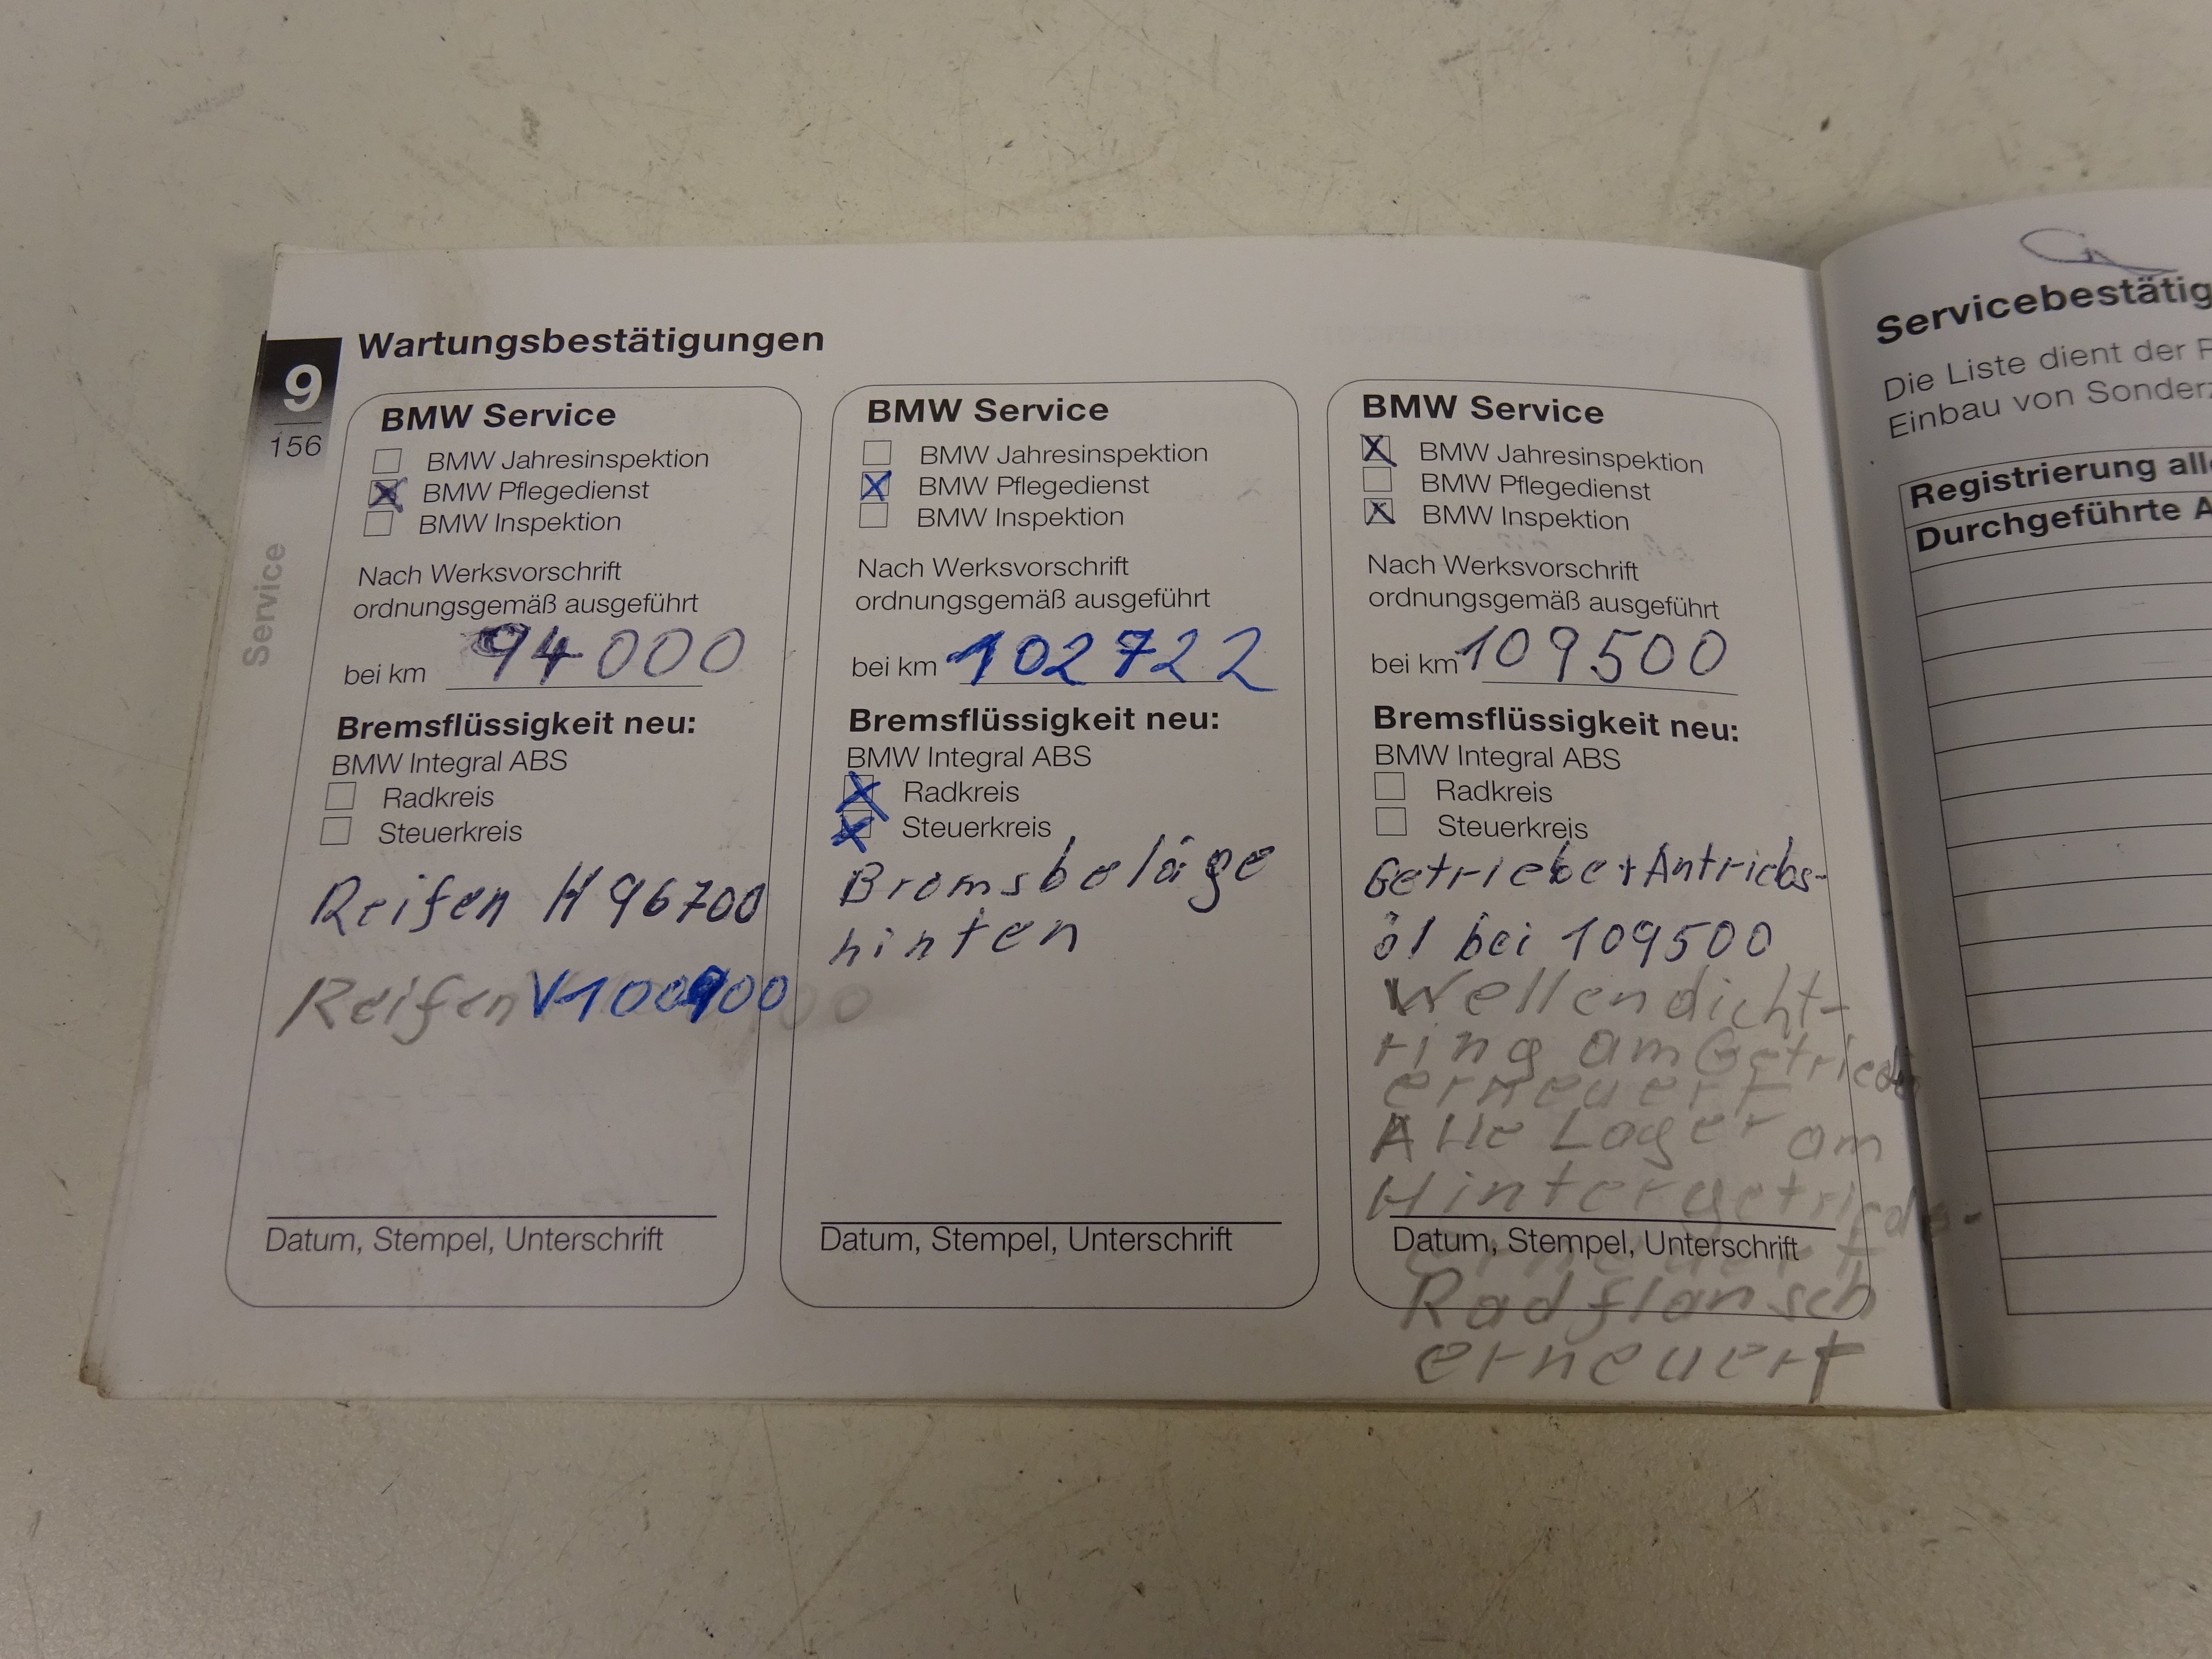 9
156
Service
Wartungsbestätigungen
BMW Service
BMW Jahresinspektion
BMW Pflegedienst
BMW Inspektion
Nach Werksvorschrift
ordnungsgemäß ausgeführt
bei km 94000
Bremsflüssigkeit neu:
BMW Integral ABS
Radkreis
Steuerkreis
Reifen H 96700
Reifen V 100900
Datum, Stempel, Unterschrift
BMW Service
BMW Jahresinspektion
BMW Pflegedienst
BMW Inspektion
Nach Werksvorschrift
ordnungsgemäß ausgeführt
bei km 102722
Bremsflüssigkeit neu:
BMW Integral ABS
Radkreis
Steuerkreis
Bremsbeläge
hinten
Datum, Stempel, Unterschrift
BMW Service
BMW Jahresinspektion
BMW Pflegedienst
BMW Inspektion
Nach Werksvorschrift
ordnungsgemäß ausgeführt
bei km 109500
Bremsflüssigkeit neu:
BMW Integral ABS
Radkreis
Steuerkreis
Getriebe + Antriebs-
öl bei 109500
Wellendicht-
ring am Getriebe
erneuert
Alle Lager am
Hintergetriebe-
Datum, Stempel, Unterschrift
erneuert
Radflansch
erneuert
Servicebestätig
Die Liste dient der
Einbau von Sonderz
Registrierung alle
Durchgeführte A